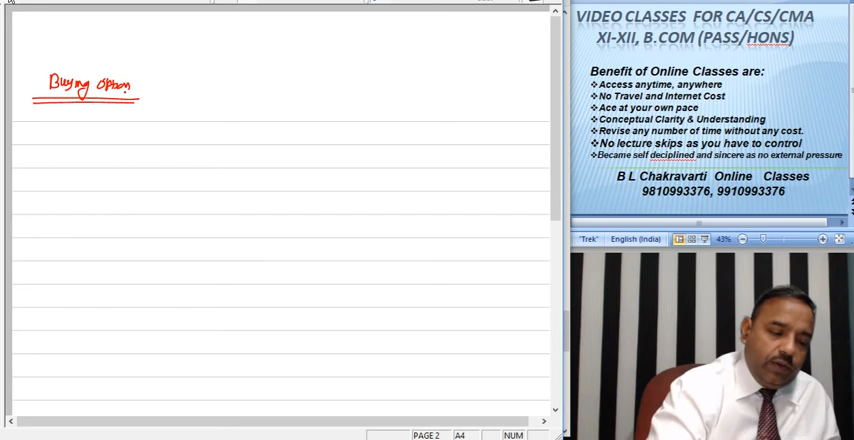 Buying option
PAGE 2 A4 NUM
VIDEO CLASSES FOR CA/CS/CMA
XI-XII, B.COM (PASS/HONS)
Benefit of Online Classes are:
❖Access anytime, anywhere
❖No Travel and Internet Cost
❖Ace at your own pace
❖Conceptual Clarity & Understanding
❖Revise any number of time without any cost.
❖No lecture skips as you have to control
❖Became self deciplined and sincere as no external pressure
B L Chakravarti Online Classes
9810993376, 9910993376
"Trek" English (India) 43%